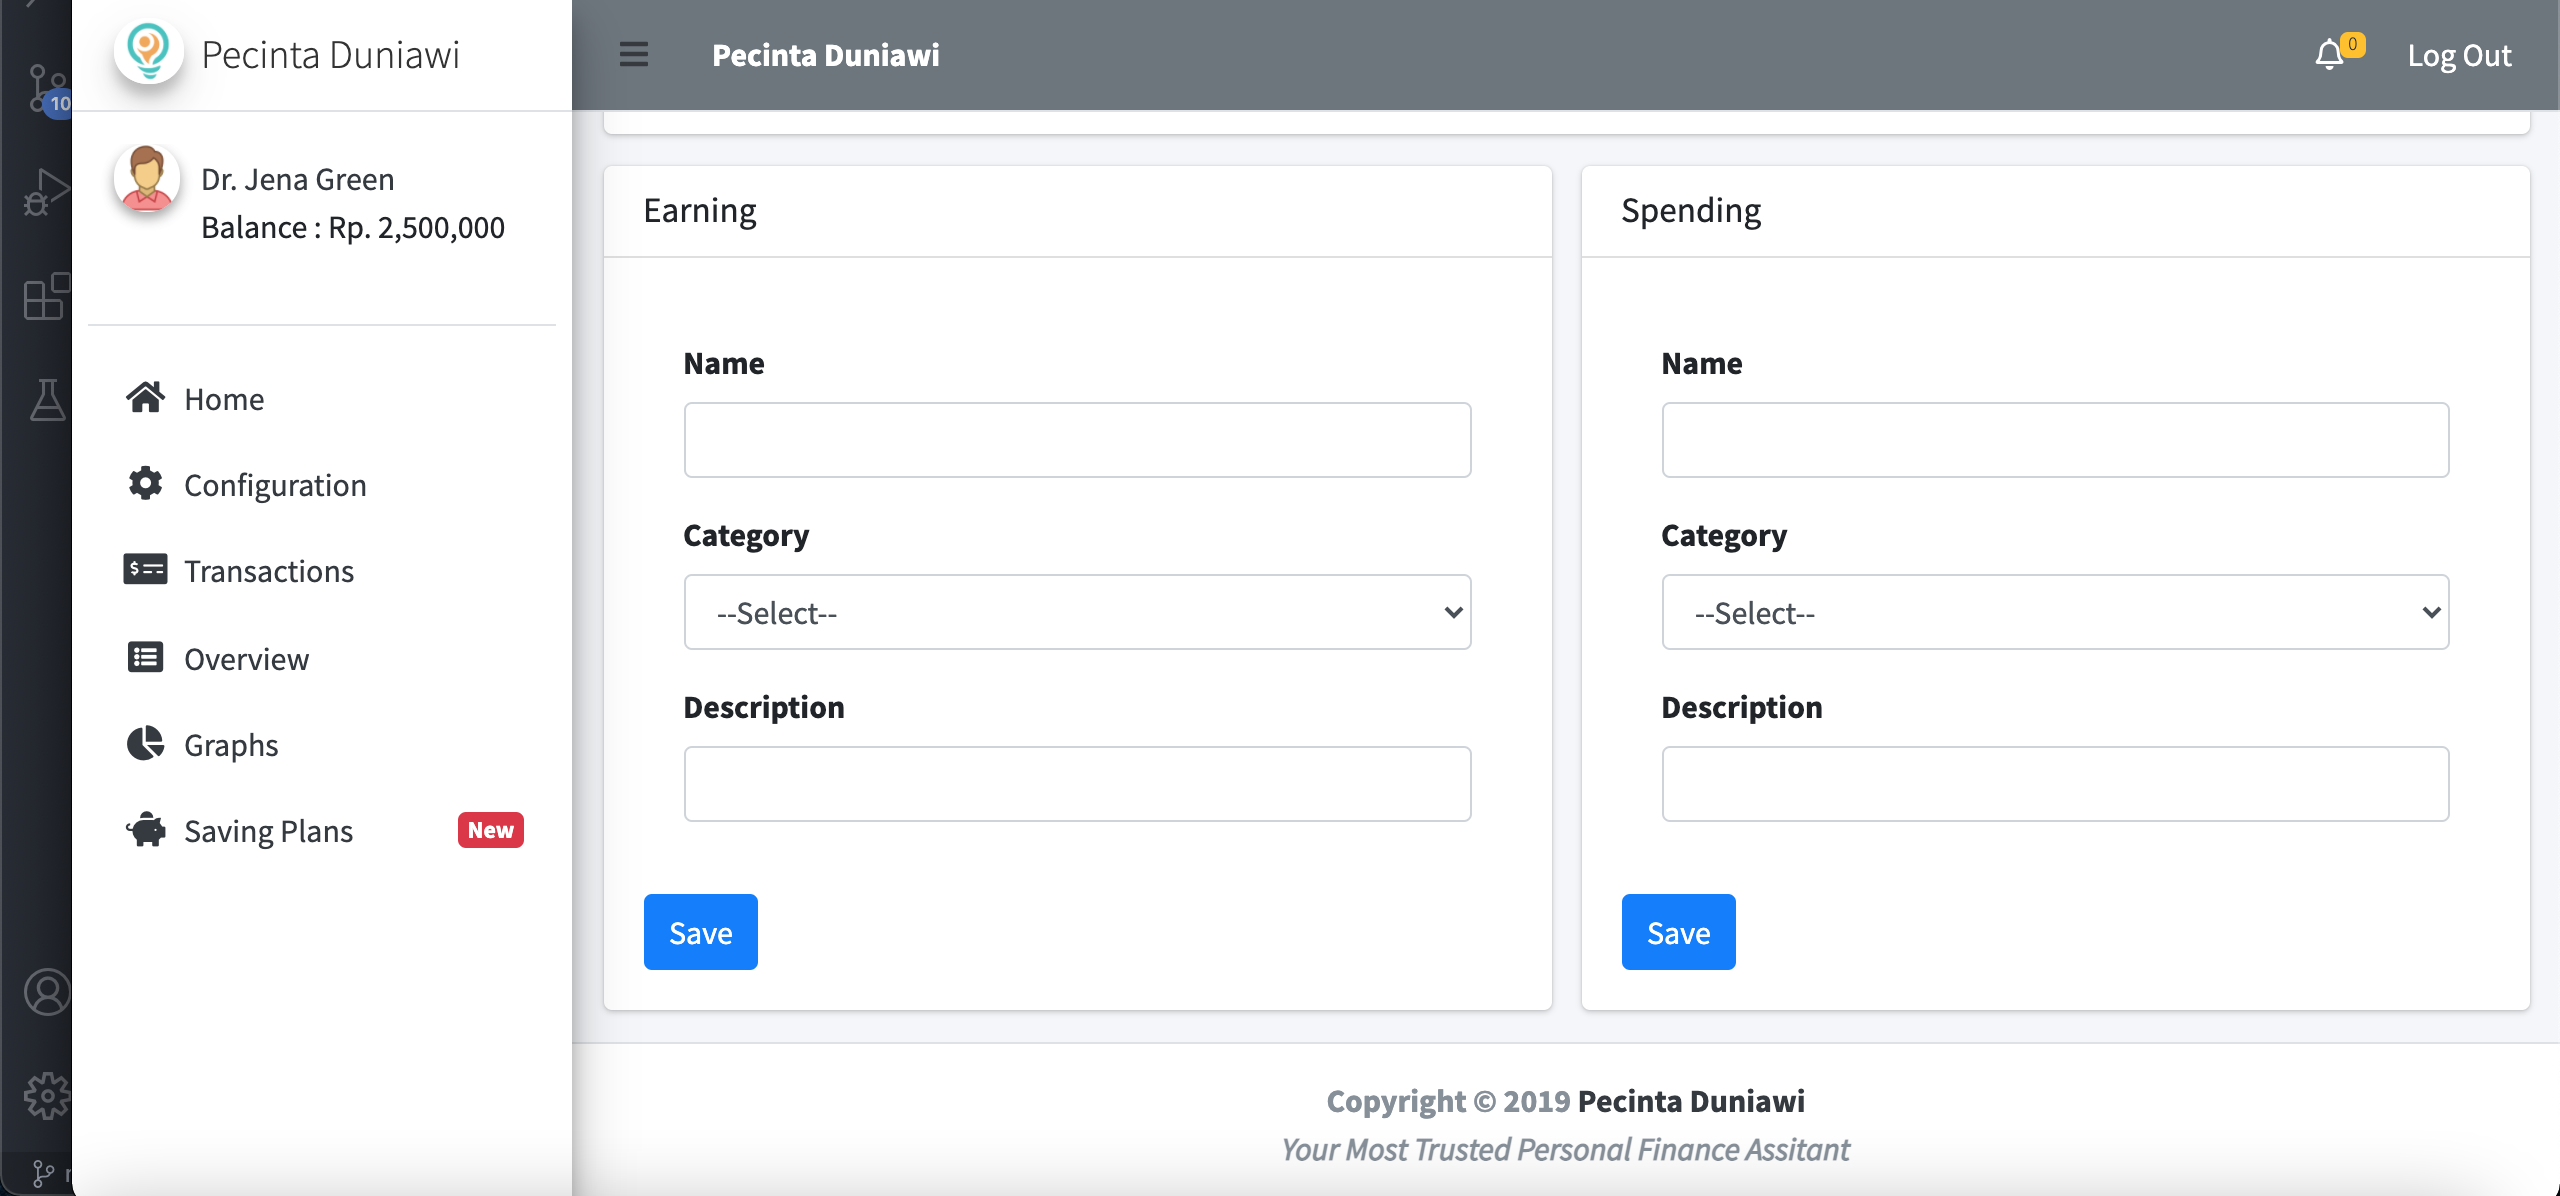 Pecinta Duniawi
Dr. Jena Green
Balance : Rp. 2,500,000
Home
Configuration
Transactions
Overview
Graphs
Saving Plans New
10
Pecinta Duniawi
0
Log Out
Earning
Name
Category
--Select--
Description
Save
Spending
Name
Category
--Select--
Description
Save
Copyright © 2019 Pecinta Duniawi
Your Most Trusted Personal Finance Assitant